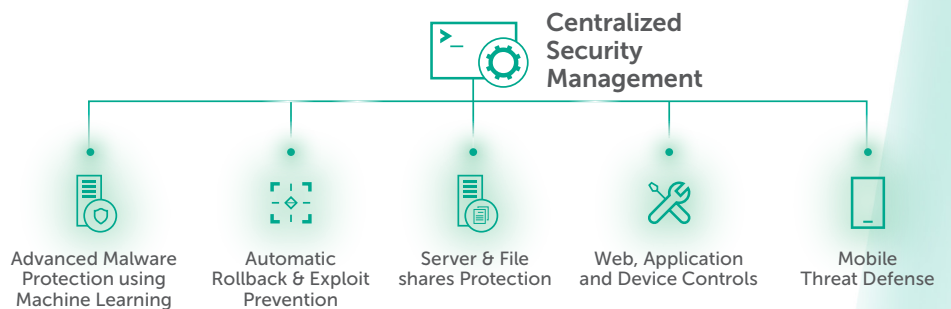 >_
Centralized
Security
Management
Advanced Malware
Protection using
Machine Learning
Automatic
Rollback & Exploit
Prevention
Server & File
shares Protection
Web, Application
and Device Controls
Mobile
Threat Defense